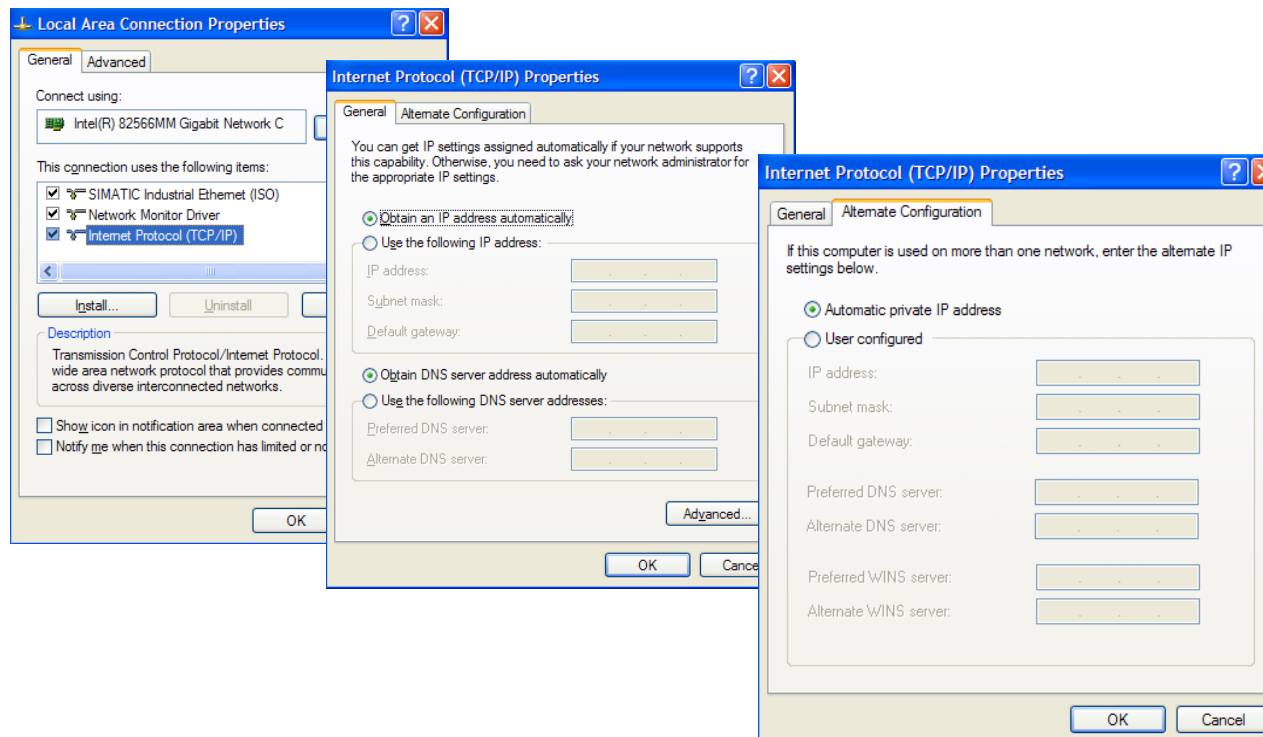 Local Area Connection Properties
General
Advanced
Connect using:
Intel(R) 82566MM Gigabit Network C
This connection uses the following items:
SIMATIC Industrial Ethernet (ISO)
Network Monitor Driver
Internet Protocol (TCP/IP)
Install...
Uninstall
Description
Transmission Control Protocol/Internet Protocol.
wide area network protocol that provides
across diverse interconnected networks.
Show icon in notification area when connected
Notify me when this connection has limited or
OK
Internet Protocol (TCP/IP) Properties
General
Alternate Configuration
You can get IP settings assigned automatically if your network supports
this capability. Otherwise, you need to ask your network administrator for
the appropriate IP settings.
Obtain an IP address automatically
Use the following IP address:
IP address:
Subnet mask:
Default gateway:
Obtain DNS server address automatically
Use the following DNS server addresses:
Preferred DNS server:
Alternate DNS server:
Advanced...
OK
Cance
Internet Protocol (TCP/IP) Properties
General
Alternate Configuration
If this computer is used on more than one network, enter the alternate IP
settings below.
Automatic private IP address
User configured
IP address:
Subnet mask:
Default gateway:
Preferred DNS server:
Alternate DNS server:
Preferred WINS server:
Alternate WINS server:
OK
Cancel